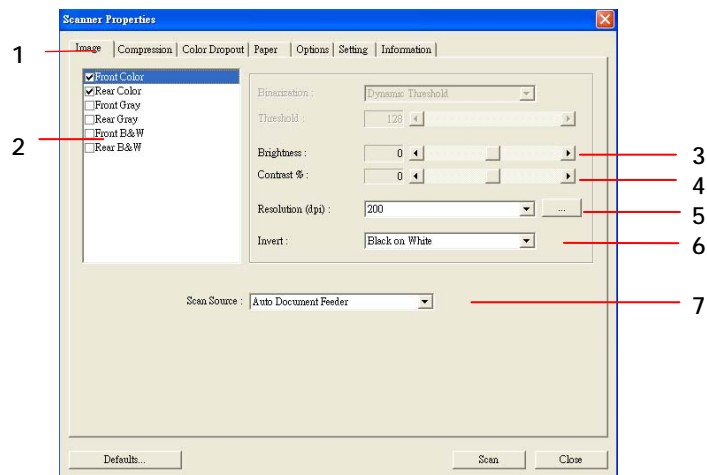 Scanner Properties
1
Image Compression Color Dropout Paper Options Setting Information
Front Color
Rear Color
Front Gray
Rear Gray
Front B&W
Rear B&W
2
Binarization : Dynamic Threshold
Threshold : 128
Brightness : 0
3
Contrast % : 0
4
Resolution (dpi) : 200 ...
5
Invert : Black on White
6
Scan Source : Auto Document Feeder
7
Defaults... Scan Close